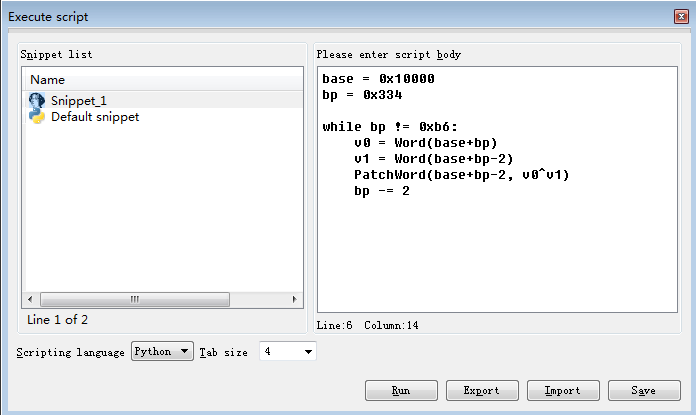 Execute script
Snippet list
Name
Snippet_1
Default snippet
Line 1 of 2
Please enter script body
base = 0x10000
bp = 0x334
while bp != 0xb6:
    v0 = Word(base+bp)
    v1 = Word(base+bp-2)
    PatchWord(base+bp-2, v0^v1)
    bp -= 2
Line:6 Column:14
Scripting language Python Tab size 4
Run Export Import Save